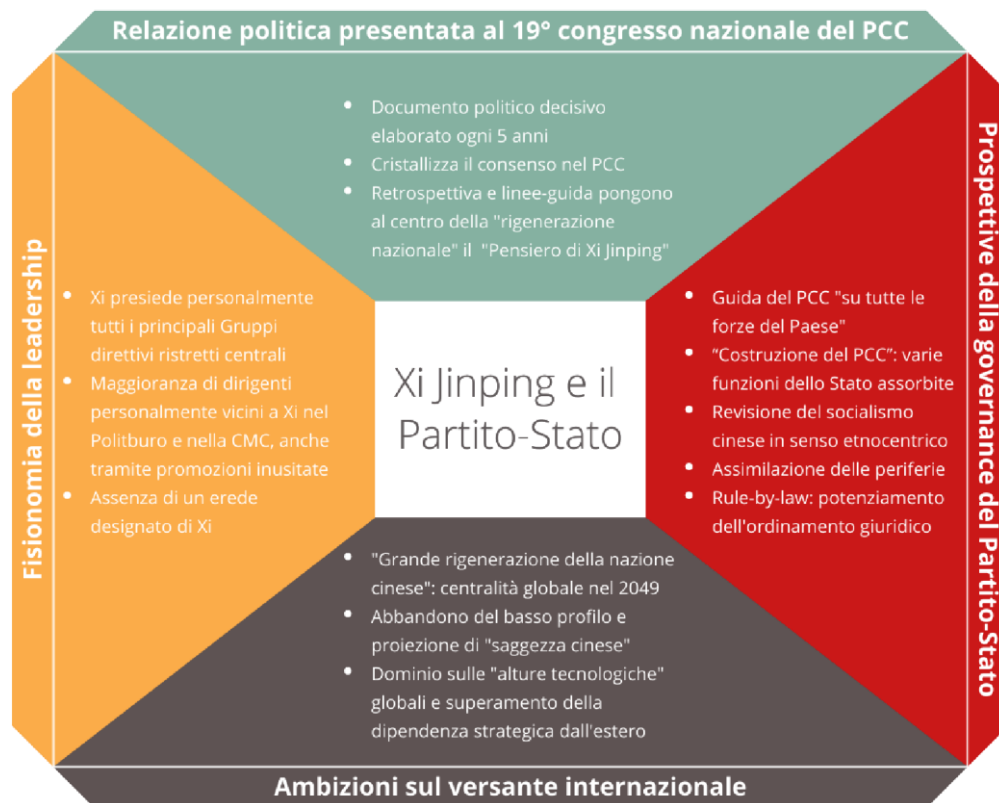 Relazione politica presentata al 19° congresso nazionale del PCC
• Documento politico decisivo
elaborato ogni 5 anni
• Cristallizza il consenso nel PCC
• Retrospettiva e linee-guida pongono
al centro della "rigenerazione
nazionale" il "Pensiero di Xi Jinping"
Fisionomia della leadership
• Xi presiede personalmente
tutti i principali Gruppi
direttivi ristretti centrali
• Maggioranza di dirigenti
personalmente vicini a Xi nel
Politburo e nella CMC, anche
tramite promozioni inusitate
• Assenza di un erede
designato di Xi
Xi Jinping e il
Partito-Stato
• Guida del PCC "su tutte le
forze del Paese"
• "Costruzione del PCC": varie
funzioni dello Stato assorbite
• Revisione del socialismo
cinese in senso etnocentrico
• Assimilazione delle periferie
• Rule-by-law: potenziamento
dell'ordinamento giuridico
Prospettive della governance del Partito-Stato
• "Grande rigenerazione della nazione
cinese": centralità globale nel 2049
• Abbandono del basso profilo e
proiezione di "saggezza cinese"
• Dominio sulle "alture tecnologiche"
globali e superamento della
dipendenza strategica dall'estero
Ambizioni sul versante internazionale